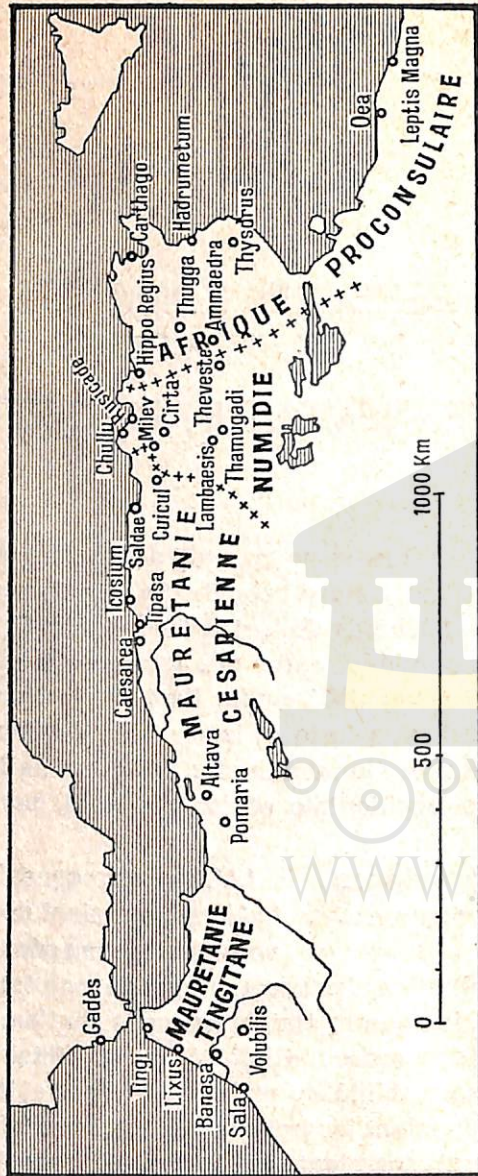 Gadès
Tingi
Lixus
Banasa
Sala
Volubilis
MAURETANIE
TINGITANE
Altava
Pomaria
Caesarea
Tipasa
Icosium
Saldae
MAURETANIE
CESARIENNE
Chullu
Rusicade
Milev
Cuicul
Cirta
Hippo Regius
Lambaesis
Thamugadi
Theveste
NUMIDIE
Carthago
Thugga
Ammaedra
Hadrumetum
Thysdrus
AFRIQUE PROCONSULAIRE
Oea
Leptis Magna
0 500 1000 Km
WWW